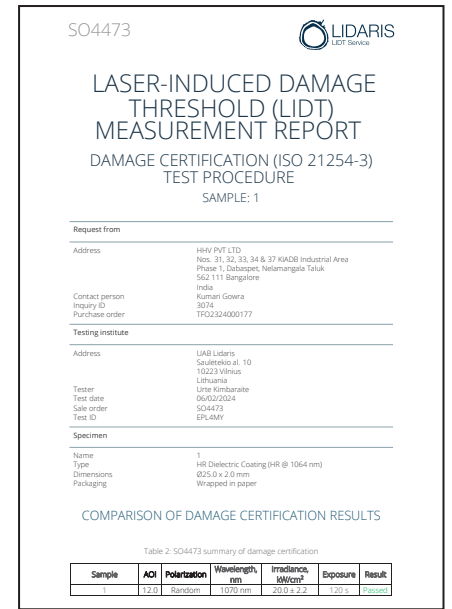 SO4473
LIDARIS
LIDT Service
LASER-INDUCED DAMAGE
THRESHOLD (LIDT)
MEASUREMENT REPORT
DAMAGE CERTIFICATION (ISO 21254-3)
TEST PROCEDURE
SAMPLE: 1
Request from
Address HHV PVT LTD
Nos. 31, 32, 33, 34 & 37 KIADB Industrial Area
Phase 1, Dabaspet, Nelamangala Taluk
562 111 Bangalore
India
Contact person Kumari Gowra
Inquiry ID 3074
Purchase order TFO2324000177
Testing institute
Address UAB Lidaris
Saulėtekio al. 10
10223 Vilnius
Lithuania
Tester Urte Kimbaraite
Test date 06/02/2024
Sale order SO4473
Test ID EPL4MY
Specimen
Name 1
Type HR Dielectric Coating (HR @ 1064 nm)
Dimensions Ø25.0 x 2.0 mm
Packaging Wrapped in paper
COMPARISON OF DAMAGE CERTIFICATION RESULTS
Table 2: SO4473 summary of damage certification
Sample AOI Polarization Wavelength, nm Irradiance, kW/cm² Exposure Result
1 12.0 Random 1070 nm 20.0 ± 2.2 120 s Passed